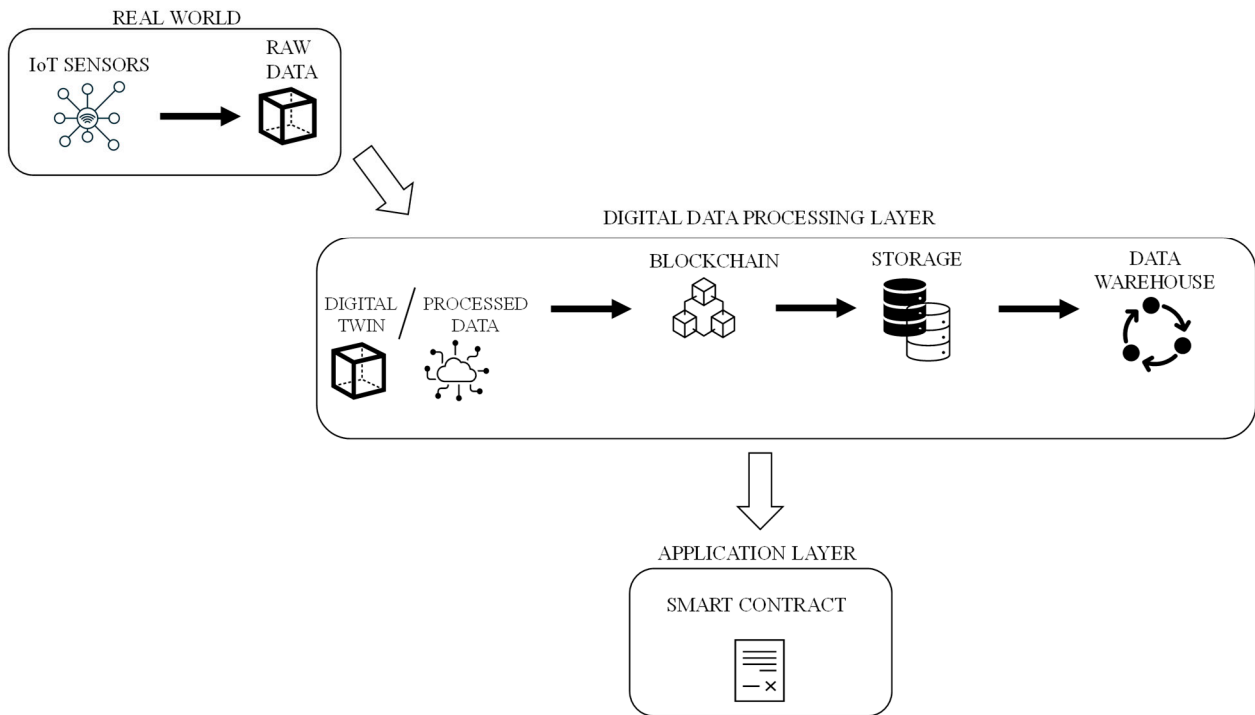 REAL WORLD
IoT SENSORS
RAW
DATA
DIGITAL DATA PROCESSING LAYER
DIGITAL
TWIN
/
PROCESSED
DATA
BLOCKCHAIN
STORAGE
DATA
WAREHOUSE
APPLICATION LAYER
SMART CONTRACT